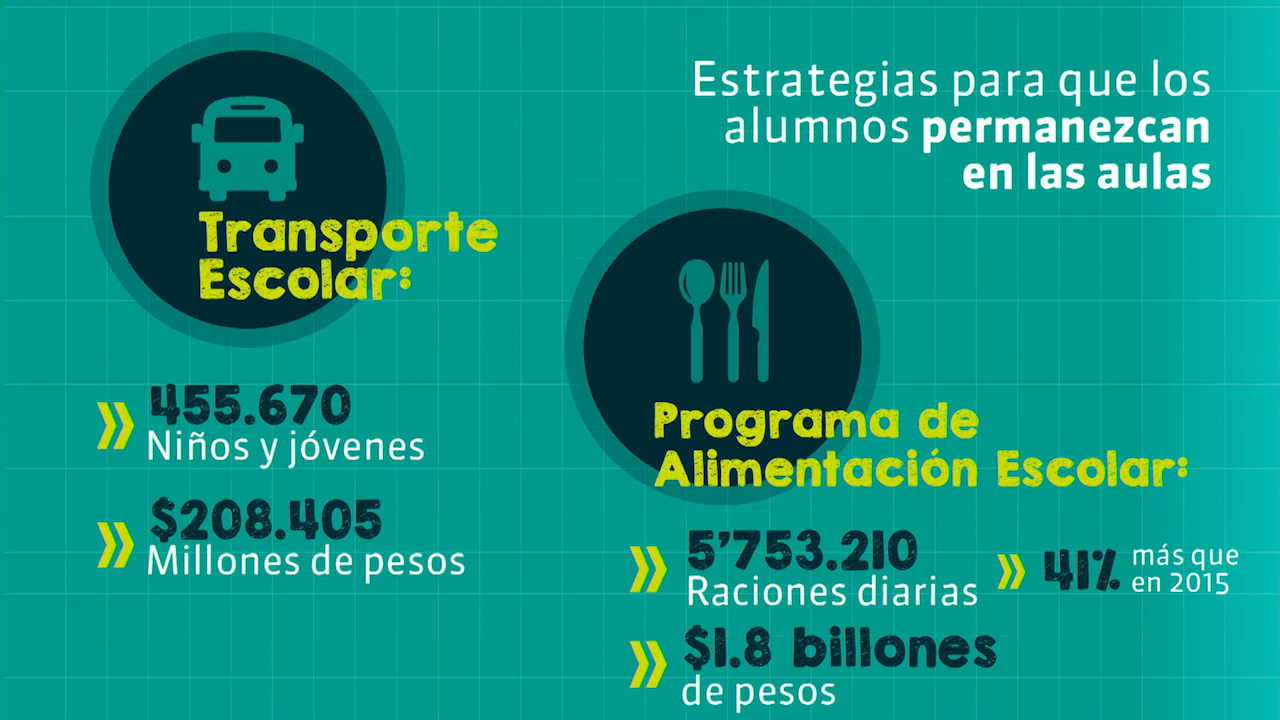 Estrategias para que los
alumnos permanezcan
en las aulas
Transporte
Escolar:
455.670
Niños y jóvenes
$208.405
Millones de pesos
Programa de
Alimentación Escolar:
5’753.210
Raciones diarias
41% más que
en 2015
$1.8 billones
de pesos